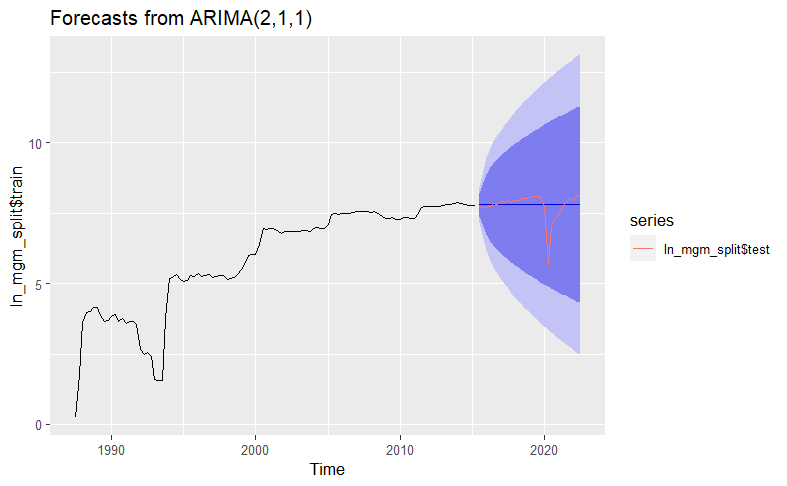 Forecasts from ARIMA(2,1,1)
ln_mgm_split$train
10
5
0
1990
2000
2010
2020
Time
series
ln_mgm_split$test